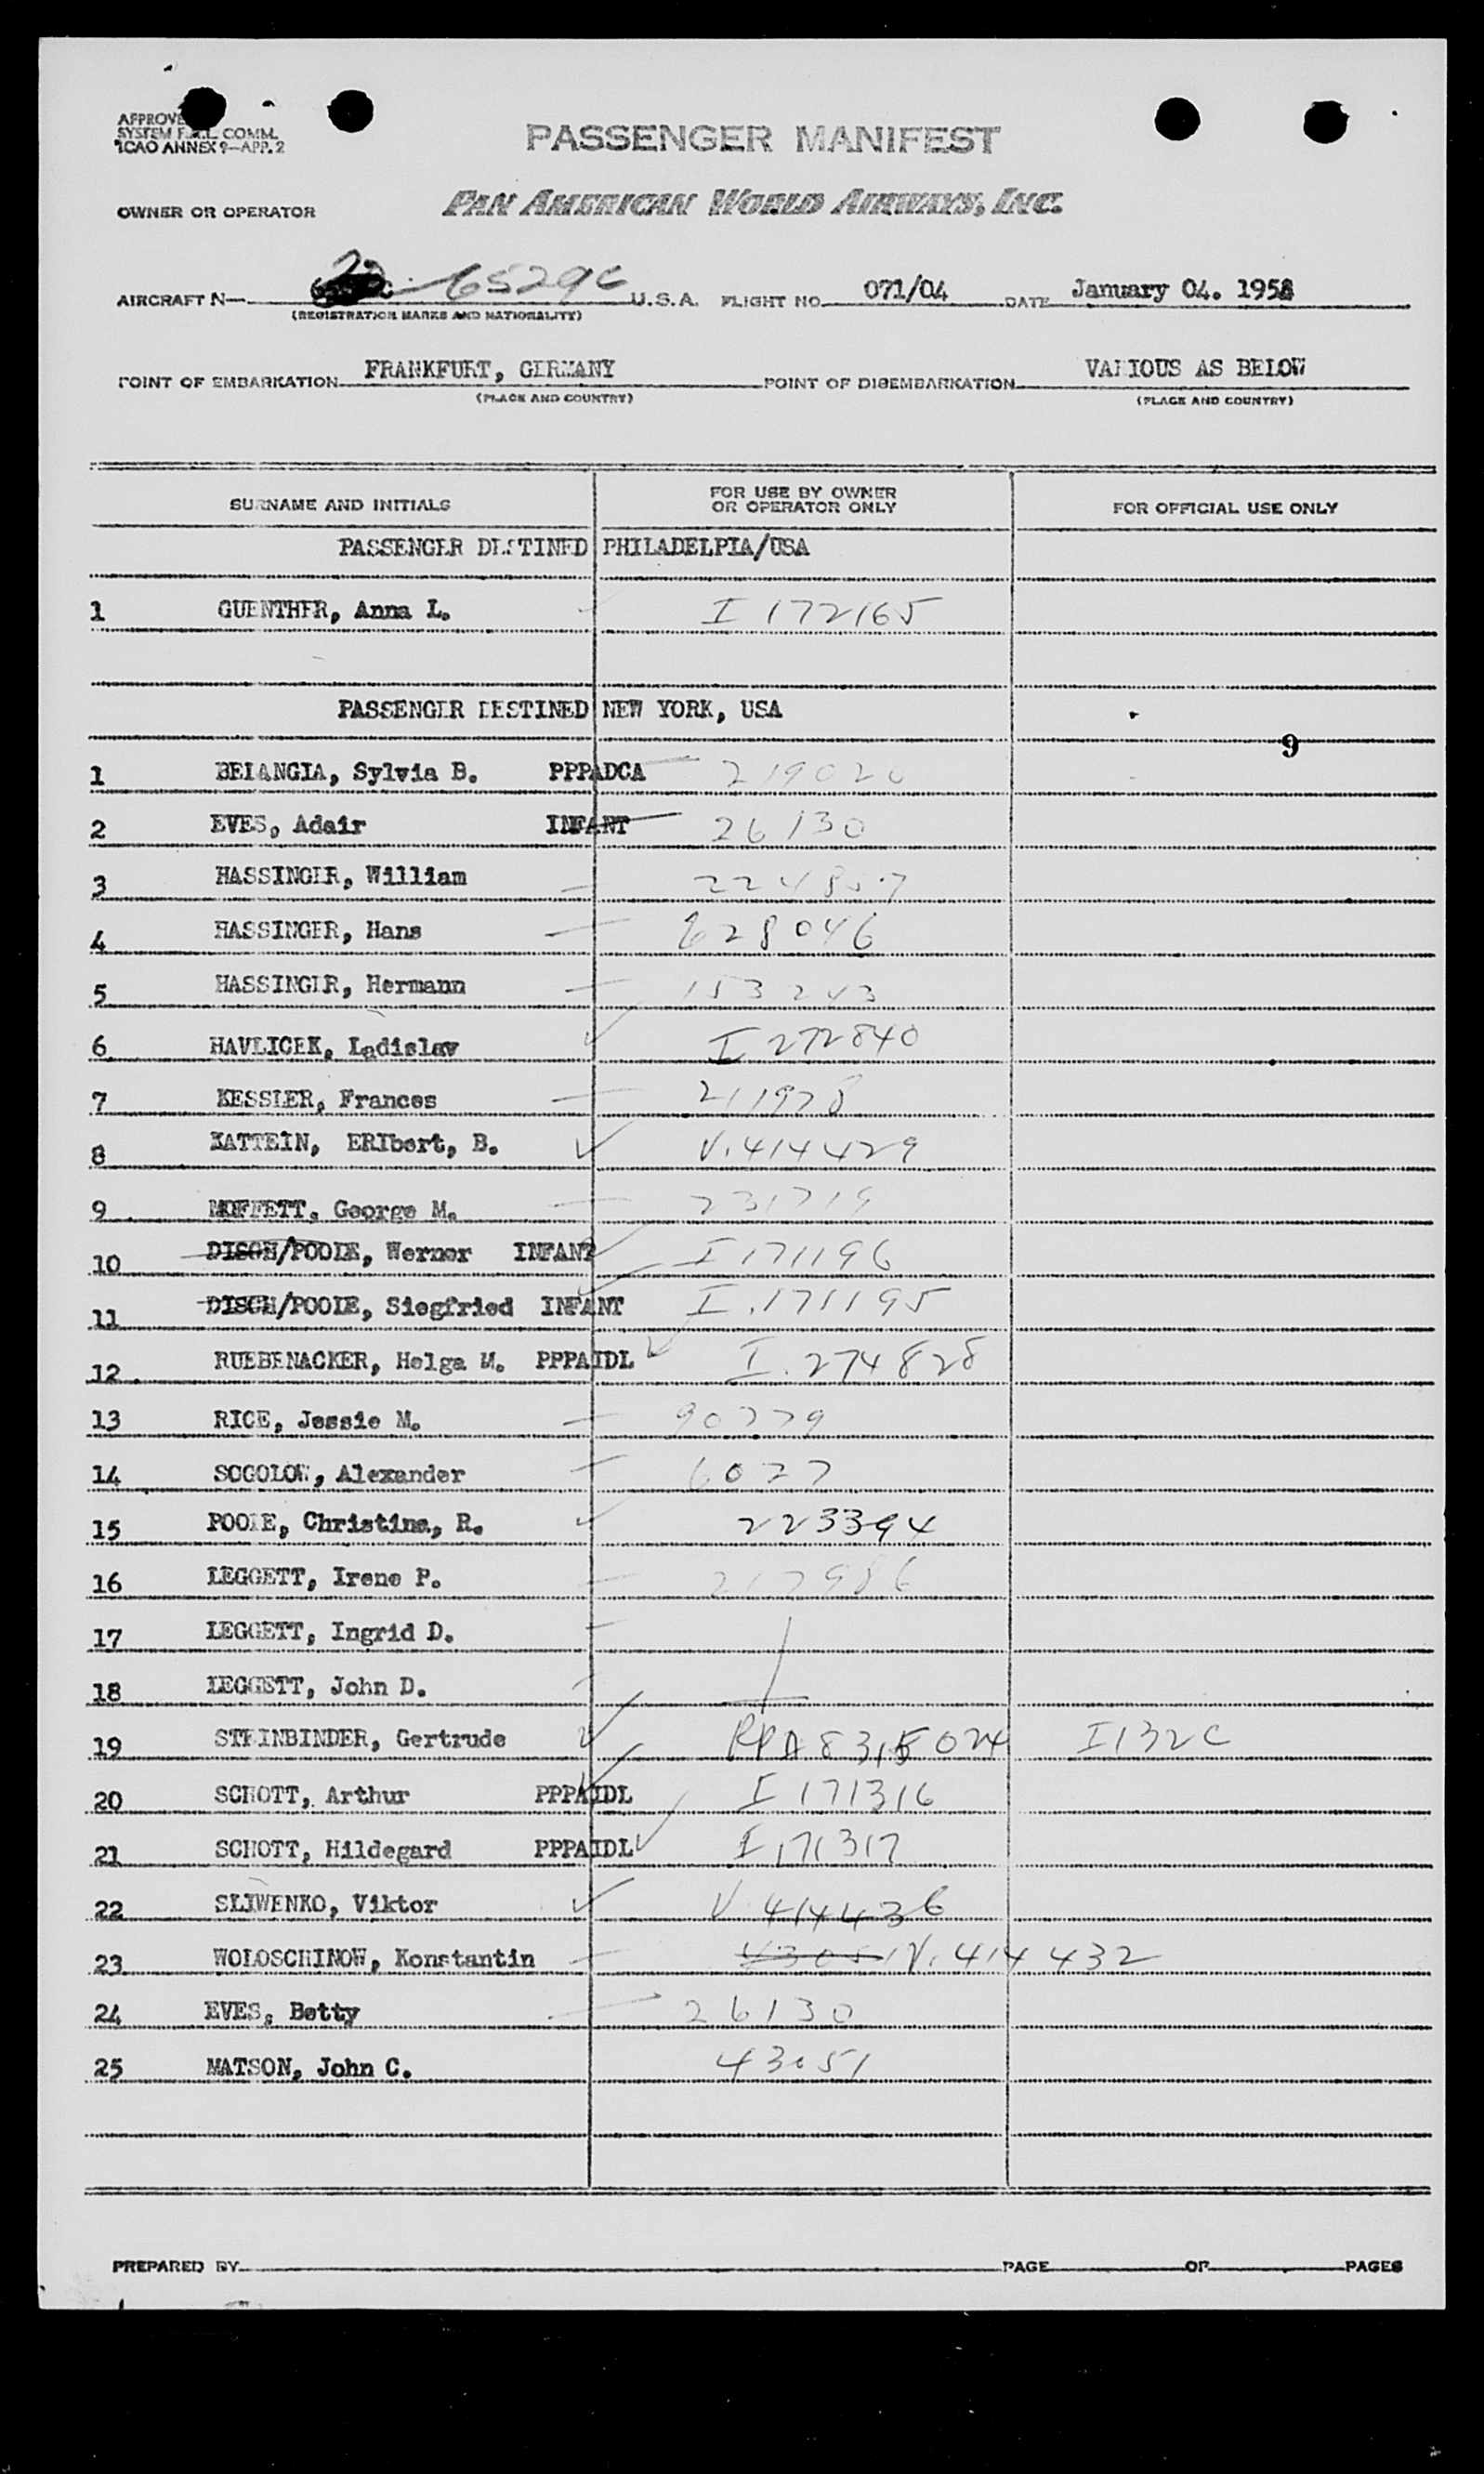 APPROVE
SYSTEM COMM.
ICAO ANNEX 9—APP. 2
PASSENGER MANIFEST
OWNER OR OPERATOR PAN AMERICAN WORLD AIRWAYS, INC.
AIRCRAFT N— 6529C U.S.A. FLIGHT NO. 071/04 DATE January 04. 1958
(REGISTRATION MARKS AND NATIONALITY)
POINT OF EMBARKATION FRANKFURT, GERMANY POINT OF DISEMBARKATION VARIOUS AS BELOW
(PLACE AND COUNTRY) (PLACE AND COUNTRY)
SURNAME AND INITIALS FOR USE BY OWNER OR OPERATOR ONLY FOR OFFICIAL USE ONLY
PASSENGER DESTINED PHILADELPIA/USA
1 GUENTHER, Anna L. I 172165
PASSENGER DESTINED NEW YORK, USA
9
1 BELANGIA, Sylvia B. PPPADCA
2 EVES, Adair INFANT 26130
3 HASSINGER, William
4 HASSINGER, Hans 628046
5 HASSINGER, Hermann 153243
6 HAVLICEK, Ladislav I 272840
7 KESSLER, Frances 211978
8 KATTEIN, ERIbert, B. V. 414429
9 MOFFETT, George M. 231719
10 DISCH/POOLE, Werner INFANT I 171196
11 DISCH/POOLE, Siegfried INFANT I. 171195
12 RUEBENACKER, Helga M. PPPAIDL I. 274828
13 RICE, Jessie M. 90779
14 SOGOLOW, Alexander 6077
15 POOLE, Christina, R. 223394
16 LEGGETT, Irene P. 217986
17 LEGGETT, Ingrid D.
18 LEGGETT, John D.
19 STEINBINDER, Gertrude I132C
20 SCHOTT, Arthur PPPAIDL I 171316
21 SCHOTT, Hildegard PPPAIDL I 171317
22 SLIWENKO, Viktor V 414436
23 WOLOSCHINOW, Konstantin V. 414432
24 EVES, Betty 26130
25 MATSON, John C. 43051
PREPARED BY PAGE OF PAGES